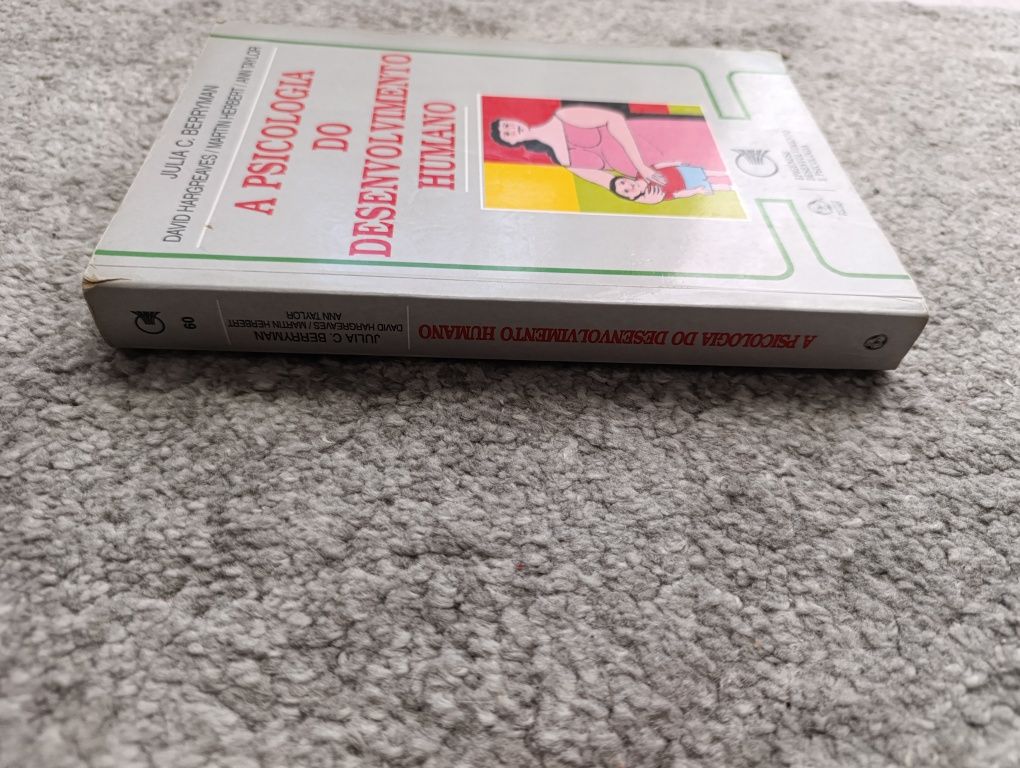 JULIA C. BERRYMAN
DAVID HARGREAVES / MARTIN HERBERT / ANN TAYLOR
A PSICOLOGIA
DO
DESENVOLVIMENTO
HUMANO
60
JULIA C. BERRYMAN
DAVID HARGREAVES / MARTIN HERBERT
ANN TAYLOR
A PSICOLOGIA DO DESENVOLVIMENTO HUMANO